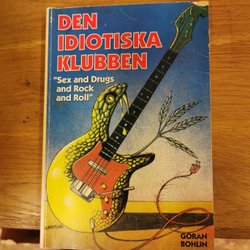 DEN
IDIOTISKA
KLUBBEN
"Sex and Drugs
and Rock
and Roll"
GÖRAN
BOHLIN